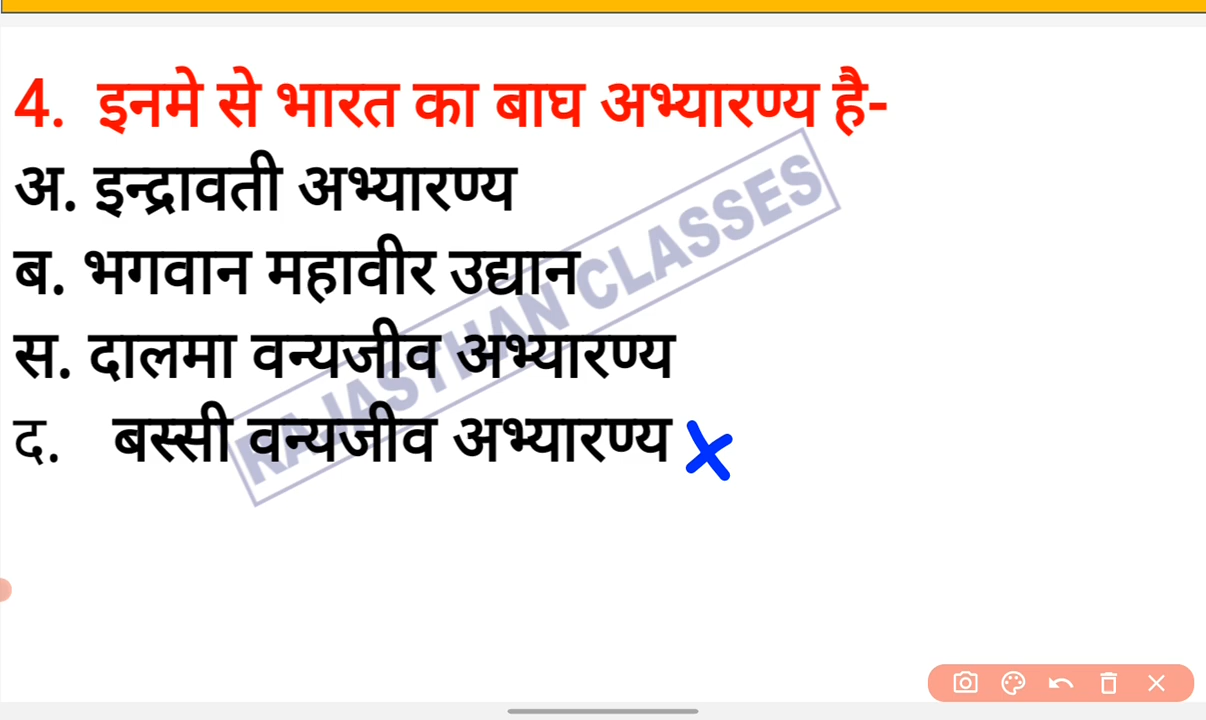 4. इनमे से भारत का बाघ अभ्यारण्य है-
अ. इन्द्रावती अभ्यारण्य
ब. भगवान महावीर उद्यान
स. दालमा वन्यजीव अभ्यारण्य
द. बस्सी वन्यजीव अभ्यारण्य
RAJASTHAN CLASSES